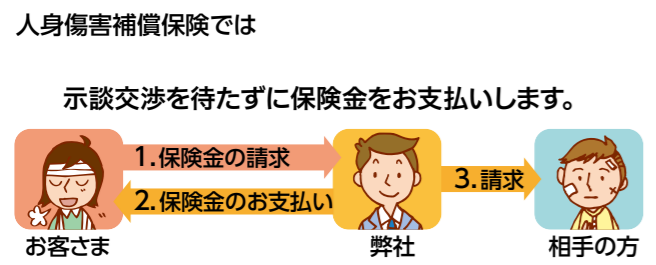 人身傷害補償保険では
示談交渉を待たずに保険金をお支払いします。
1.保険金の請求
2.保険金のお支払い
3.請求
お客さま
弊社
相手の方